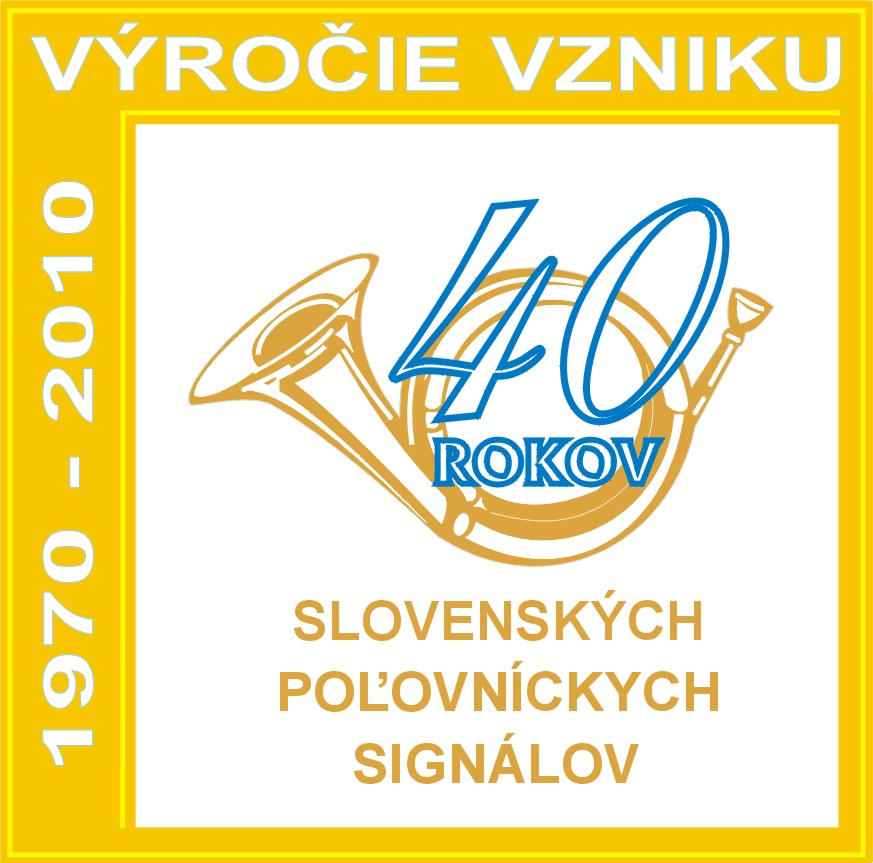 VÝROČIE VZNIKU
1970 - 2010
40
ROKOV
SLOVENSKÝCH
POĽOVNÍCKYCH
SIGNÁLOV